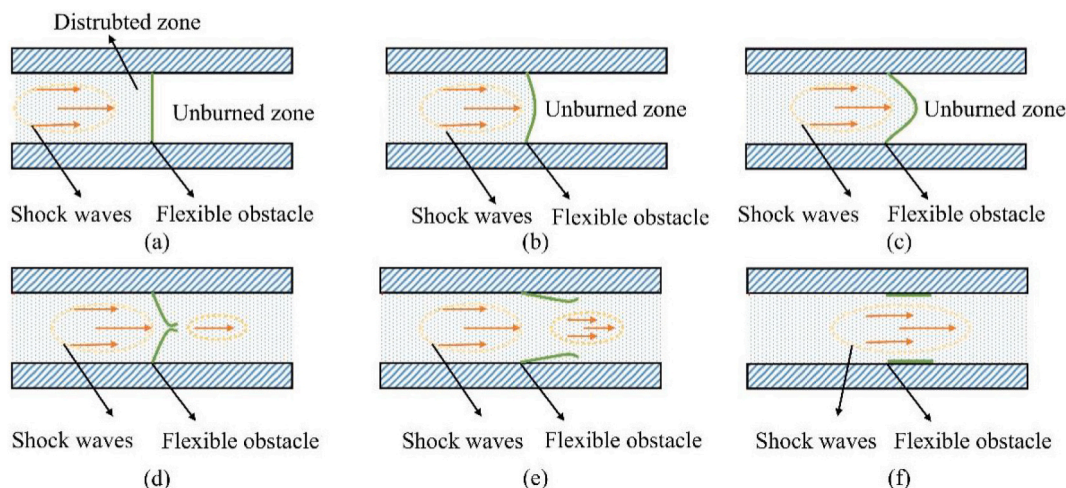 Distrubted zone
Unburned zone
Shock waves
Flexible obstacle
(a)
Unburned zone
Shock waves
Flexible obstacle
(b)
Unburned zone
Shock waves
Flexible obstacle
(c)
Shock waves
Flexible obstacle
(d)
Shock waves
Flexible obstacle
(e)
Shock waves
Flexible obstacle
(f)